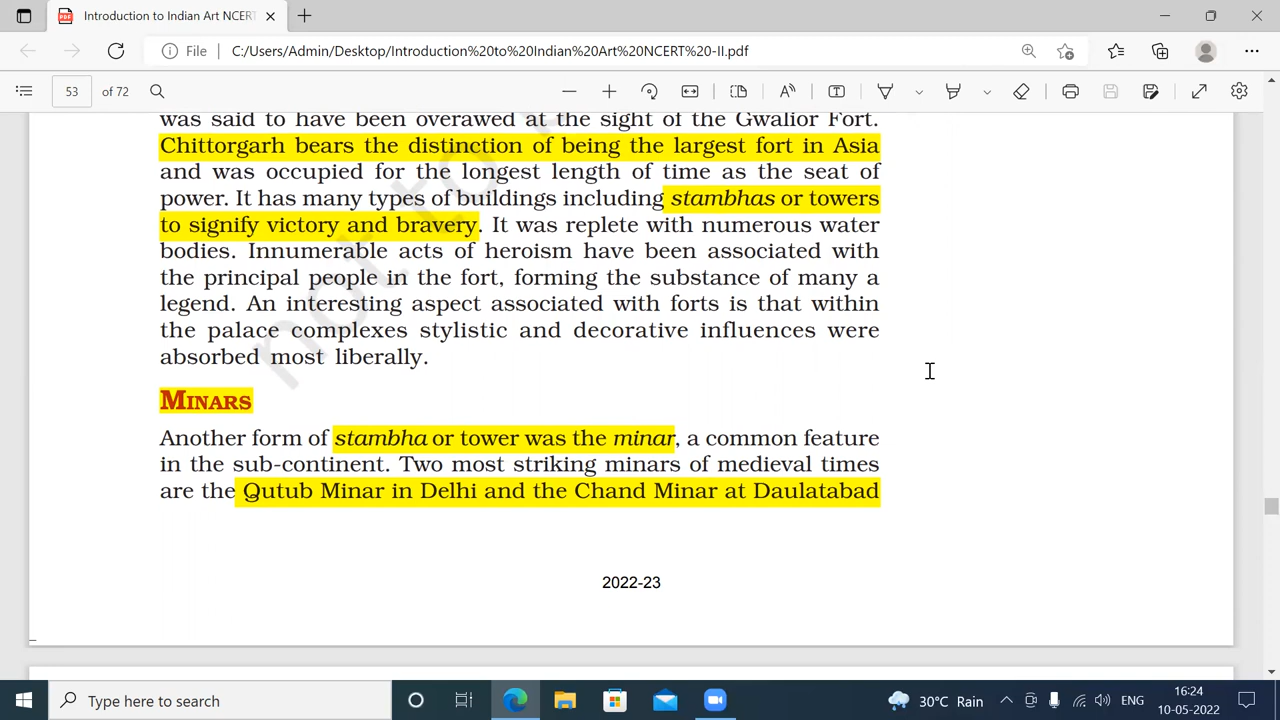 Introduction to Indian Art NCERT
File
C:/Users/Admin/Desktop/Introduction%20to%20Indian%20Art%20NCERT%20-II.pdf
53 of 72
was said to have been overawed at the sight of the Gwalior Fort.
Chittorgarh bears the distinction of being the largest fort in Asia
and was occupied for the longest length of time as the seat of
power. It has many types of buildings including stambhas or towers
to signify victory and bravery. It was replete with numerous water
bodies. Innumerable acts of heroism have been associated with
the principal people in the fort, forming the substance of many a
legend. An interesting aspect associated with forts is that within
the palace complexes stylistic and decorative influences were
absorbed most liberally.
MINARS
Another form of stambha or tower was the minar, a common feature
in the sub-continent. Two most striking minars of medieval times
are the Qutub Minar in Delhi and the Chand Minar at Daulatabad
2022-23
not to
Type here to search
30°C Rain
ENG
16:24
10-05-2022